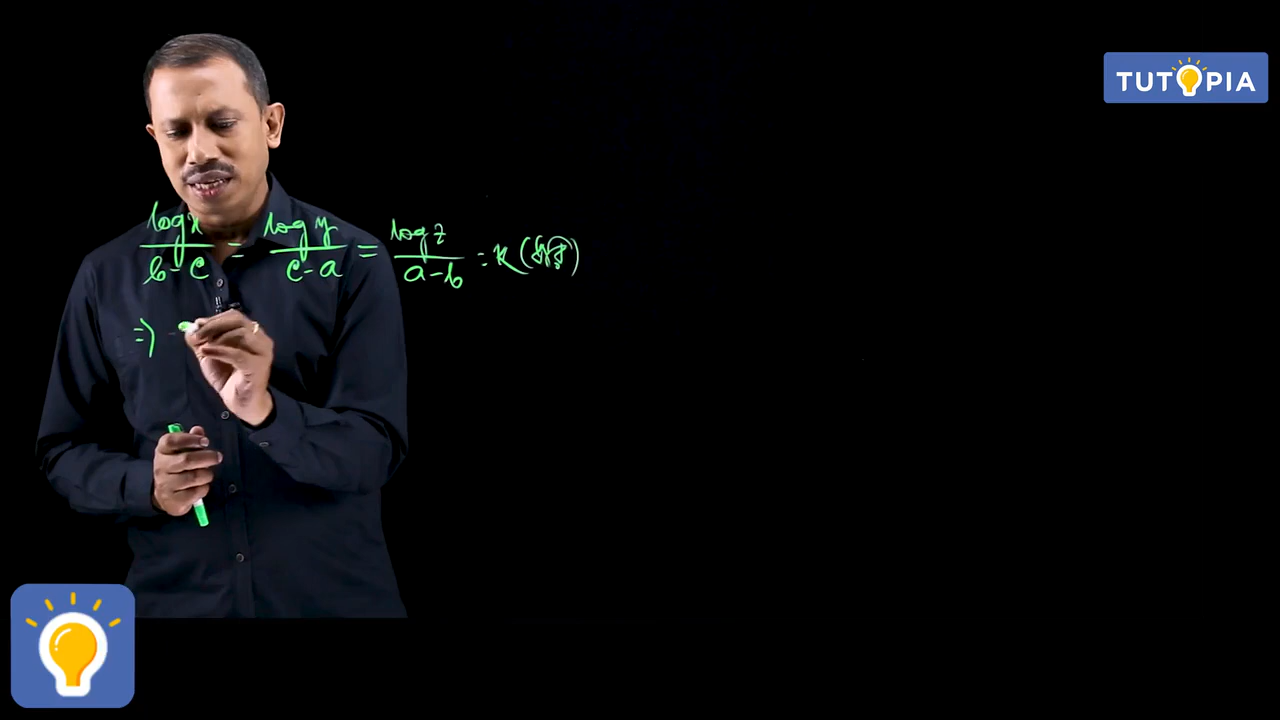 TUTOPIA
log x / b-c = log y / c-a = log z / a-b = k (ধরি)
⇒